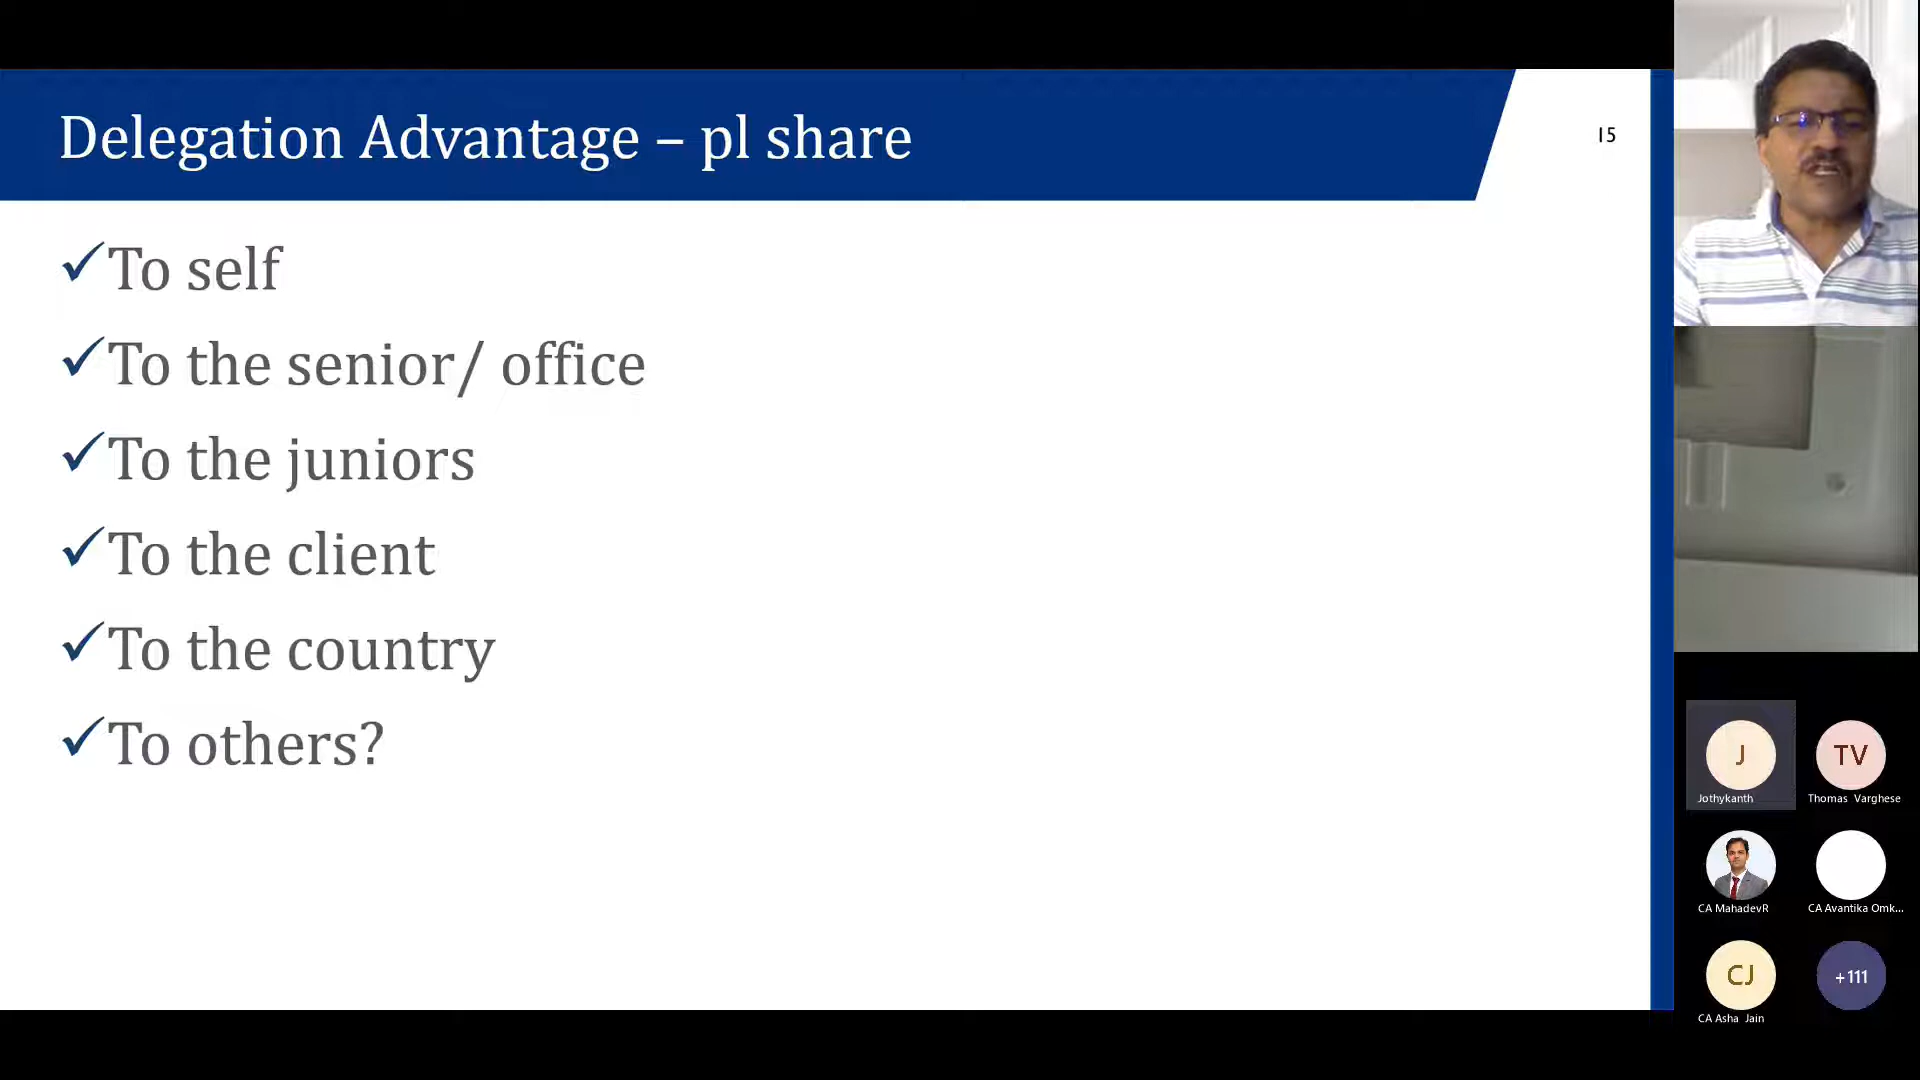 Delegation Advantage – pl share
15
✓To self
✓To the senior/ office
✓To the juniors
✓To the client
✓To the country
✓To others?
J
Jothykanth
TV
Thomas Varghese
CA MahadevR
CA Avantika Omk...
CJ
CA Asha Jain
+111